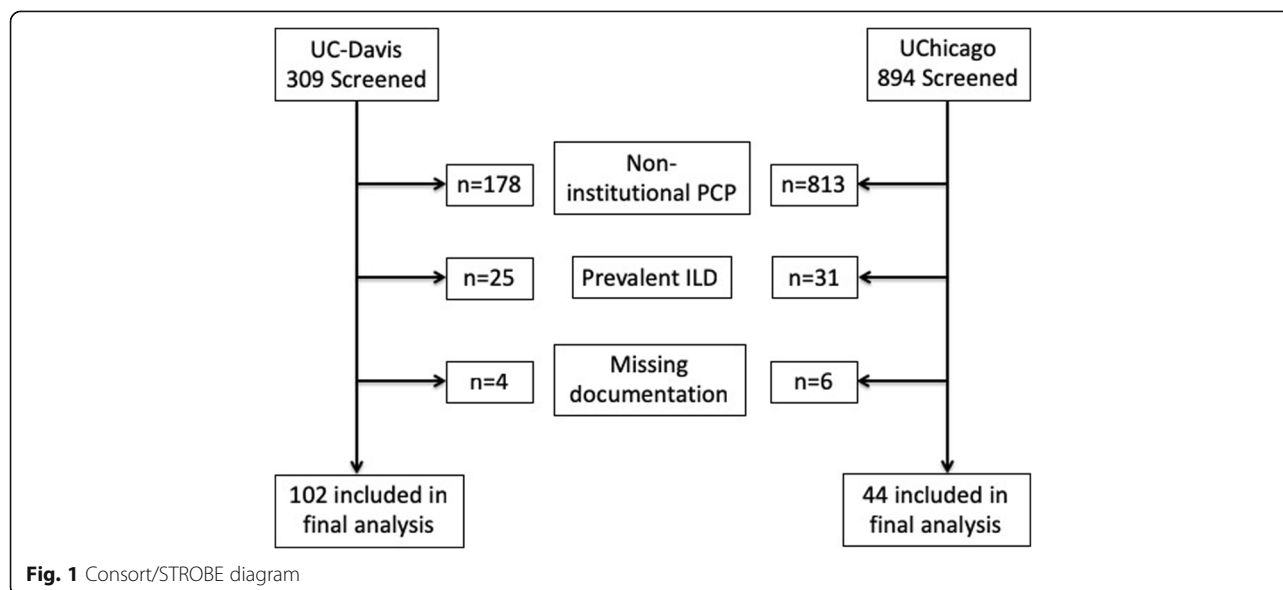 UC-Davis
309 Screened
UChicago
894 Screened
n=178
Non-
institutional PCP
n=813
n=25
Prevalent ILD
n=31
n=4
Missing
documentation
n=6
102 included in
final analysis
44 included in
final analysis
Fig. 1 Consort/STROBE diagram